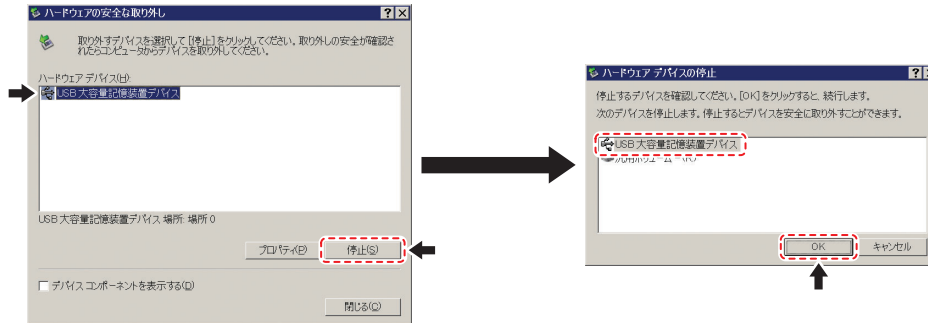 ハードウェアの安全な取り外し
取り外すデバイスを選択して [停止] をクリックしてください。取り外しの安全が確認さ
れたらコンピュータからデバイスを取り外してください。
ハードウェア デバイス(H):
USB 大容量記憶装置デバイス
USB 大容量記憶装置デバイス 場所: 場所 0
プロパティ(P)
停止(S)
デバイス コンポーネントを表示する(D)
閉じる(C)
ハードウェア デバイスの停止
停止するデバイスを確認してください。[OK] をクリックすると、続行します。
次のデバイスを停止します。停止するとデバイスを安全に取り外すことができます。
USB 大容量記憶装置デバイス
汎用ボリューム - (R)
OK
キャンセル